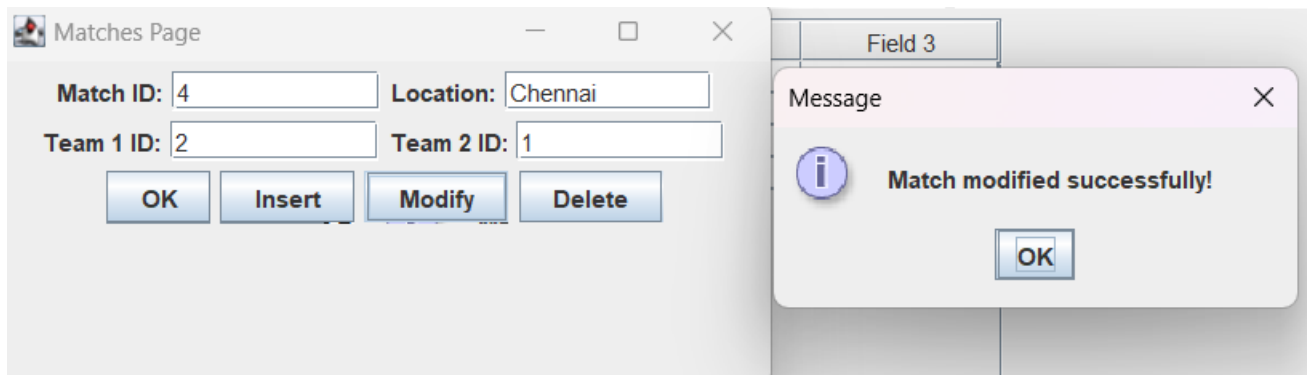 Matches Page
Field 3
Match ID: 4 Location: Chennai
Team 1 ID: 2 Team 2 ID: 1
OK Insert Modify Delete
Message
Match modified successfully!
OK